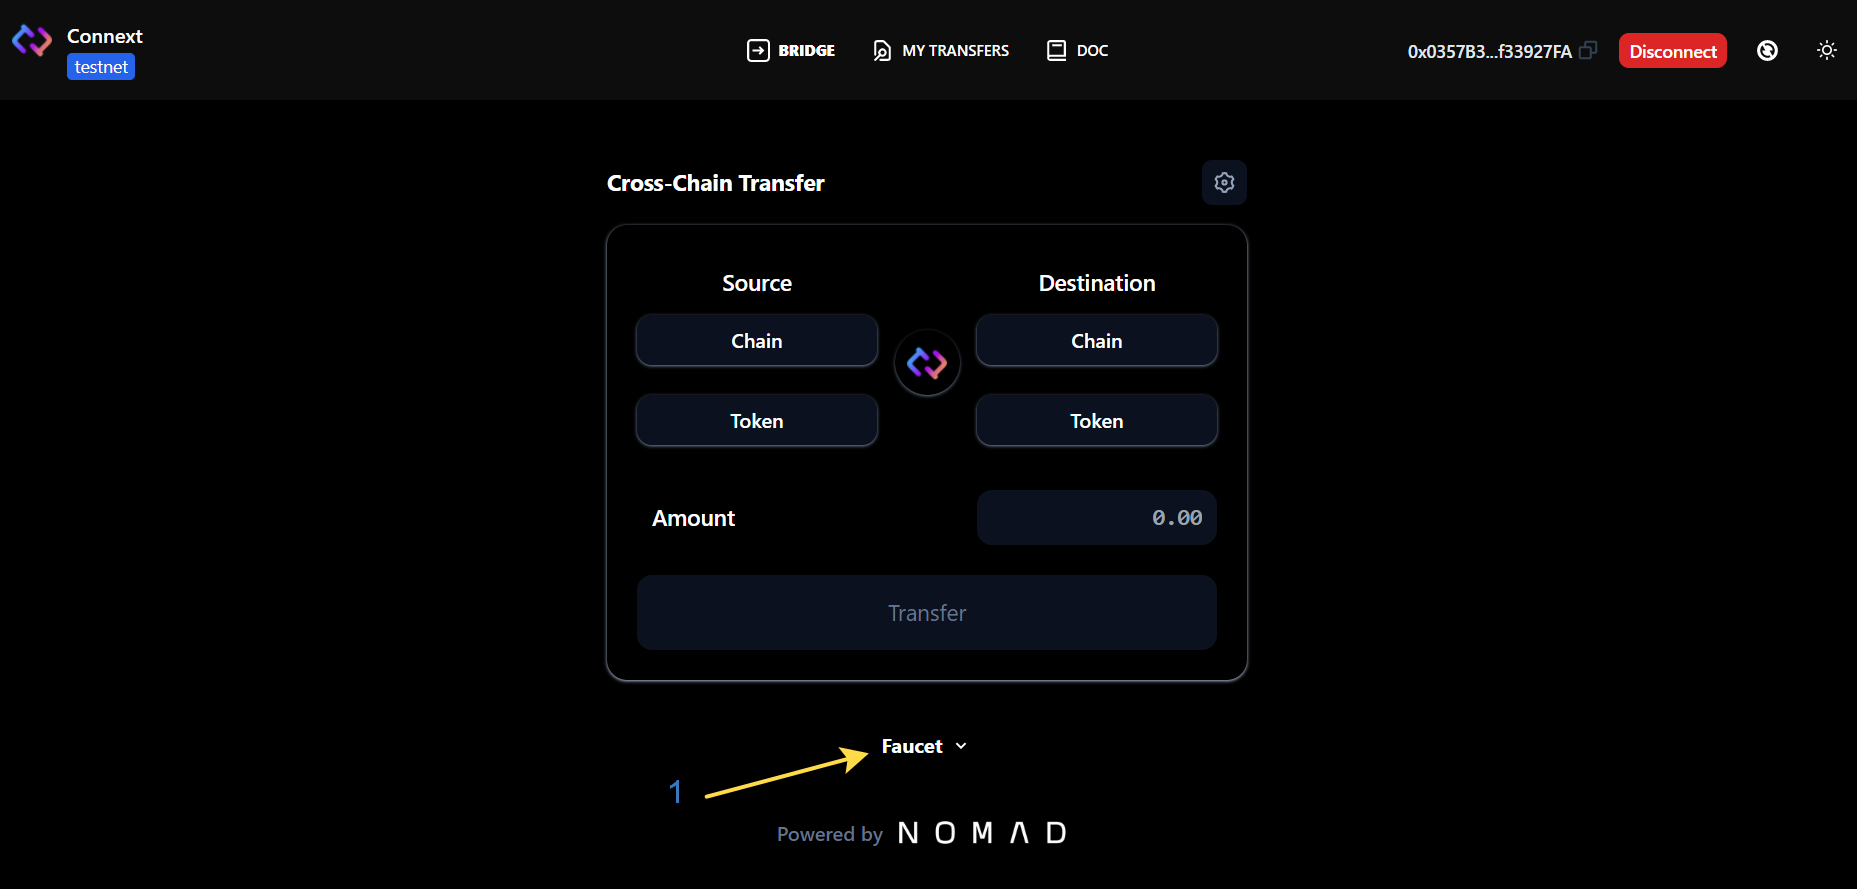 Connext
testnet
BRIDGE
MY TRANSFERS
DOC
0x0357B3...f33927FA
Disconnect
Cross-Chain Transfer
Source
Destination
Chain
Chain
Token
Token
Amount
0.00
Transfer
Faucet
1
Powered by NOMAD